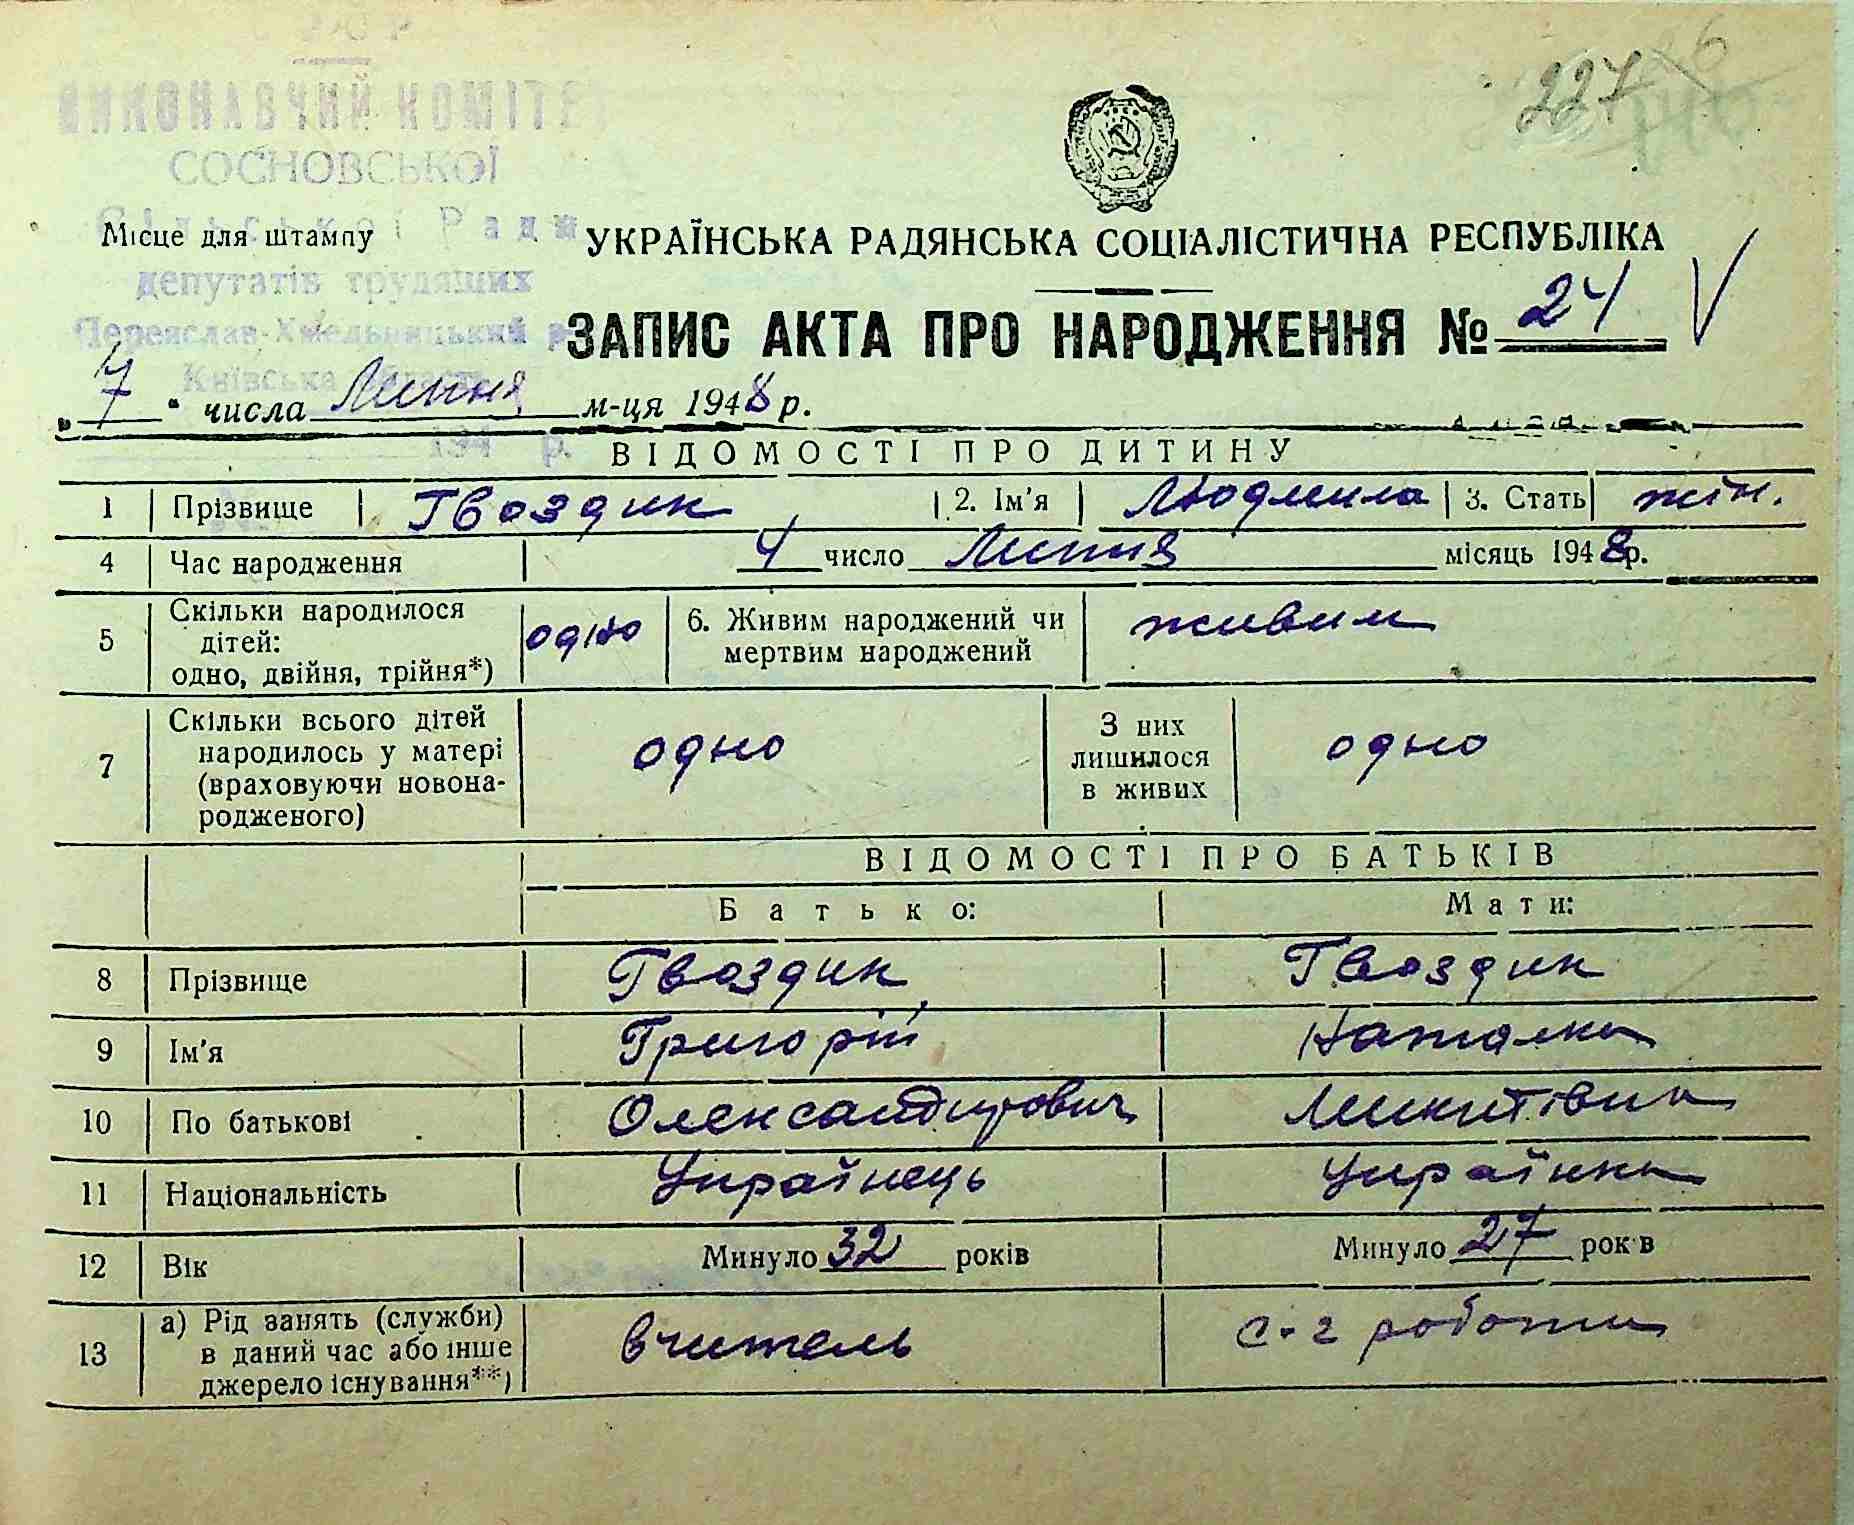 УРСР
ВИКОНАВЧИЙ КОМІТЕТ
СОСНОВСЬКОЇ
Сільської Ради
депутатів трудящих
Переяслав-Хмельницький р
Київська область
194 р.
227
Місце для штампу
УКРАЇНСЬКА РАДЯНСЬКА СОЦІАЛІСТИЧНА РЕСПУБЛІКА
ЗАПИС АКТА ПРО НАРОДЖЕННЯ № 24
„7“ числа Липня м-ця 1948 р.
ВІДОМОСТІ ПРО ДИТИНУ
1 Прізвище Гвоздик 2. Ім'я Людмила 3. Стать жін.
4 Час народження 4 число Липня місяць 1948 р.
5 Скільки народилося дітей: одно, двійня, трійня*) одно 6. Живим народжений чи мертвим народжений живим
7 Скільки всього дітей народилось у матері (враховуючи новонародженого) одно З них лишилося в живих одно
ВІДОМОСТІ ПРО БАТЬКІВ
Батько: Мати:
8 Прізвище Гвоздик Гвоздик
9 Ім'я Григорій Наталка
10 По батькові Олександрович Микитівна
11 Національність Українець Українка
12 Вік Минуло 32 років Минуло 27 років
13 а) Рід занять (служби) в даний час або інше джерело існування**) вчитель с-г робота